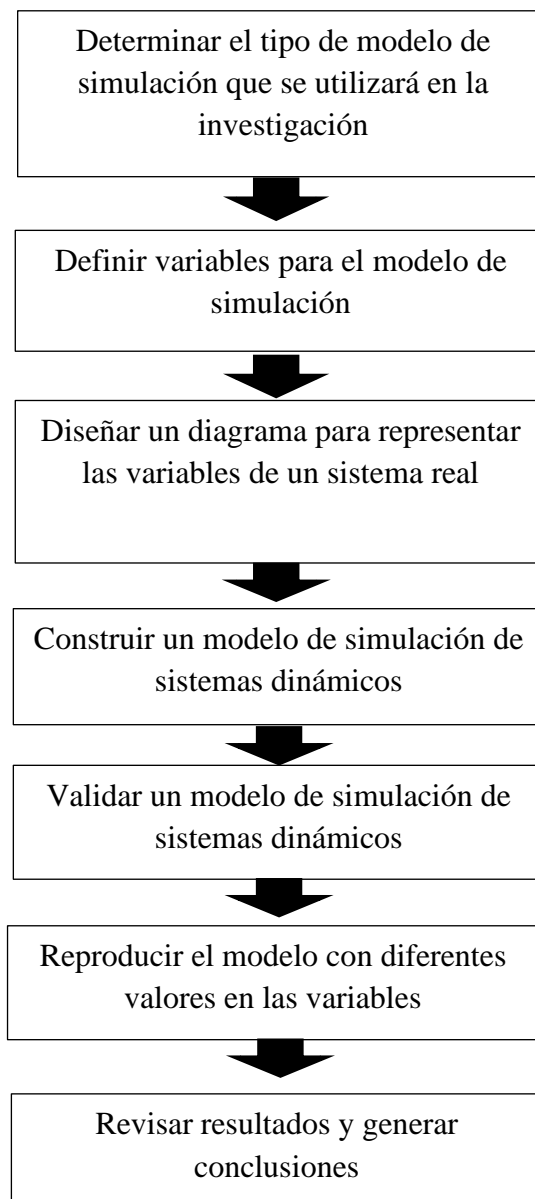 Determinar el tipo de modelo de
simulación que se utilizará en la
investigación
Definir variables para el modelo de
simulación
Diseñar un diagrama para representar
las variables de un sistema real
Construir un modelo de simulación de
sistemas dinámicos
Validar un modelo de simulación de
sistemas dinámicos
Reproducir el modelo con diferentes
valores en las variables
Revisar resultados y generar
conclusiones